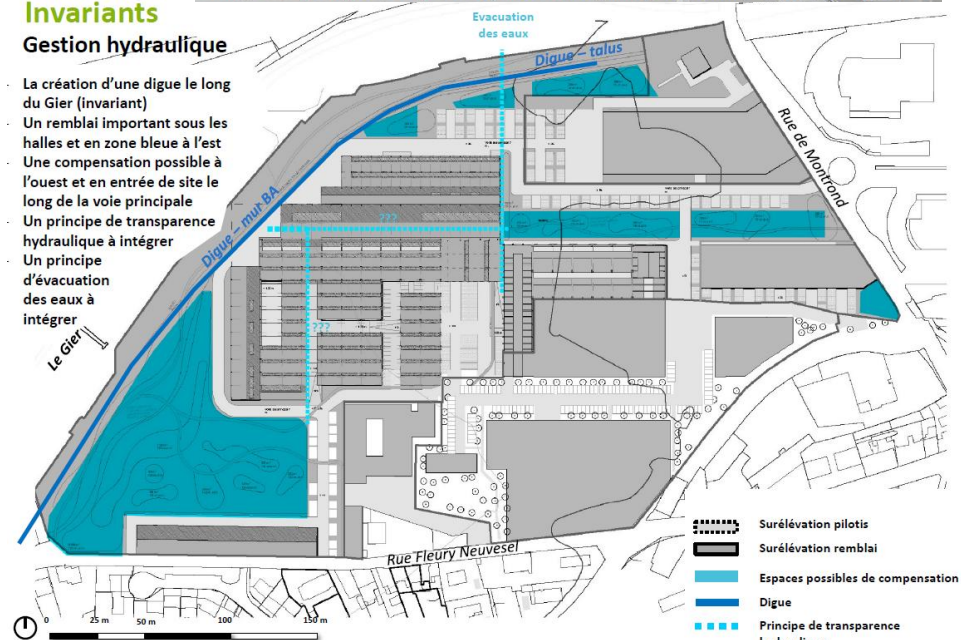 Invariants
Gestion hydraulique
La création d'une digue le long
du Gier (invariant)
Un remblai important sous les
halles et en zone bleue à l'est
Une compensation possible à
l'ouest et en entrée de site le
long de la voie principale
Un principe de transparence
hydraulique à intégrer
Un principe
d'évacuation
des eaux à
intégrer
Evacuation
des eaux
Digue – talus
Rue de Montrond
Digue – mur BA
???
???
Le Gier
Rue Fleury Neuvesel
Surélévation pilotis
Surélévation remblai
Espaces possibles de compensation
Digue
Principe de transparence
0 25 m 50 m 100 150 m